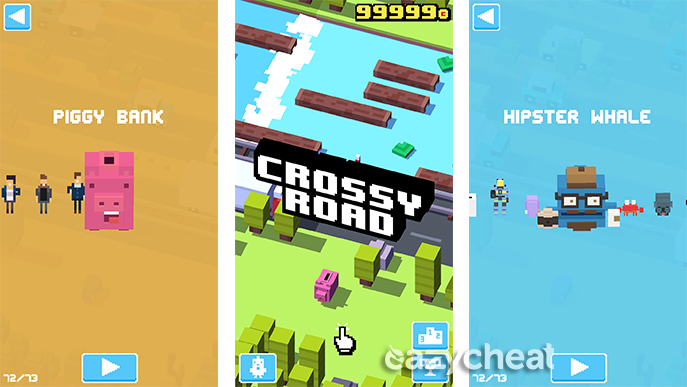 PIGGY BANK
72/73
99999
CROSSY
ROAD
HIPSTER WHALE
72/73
eazycheat